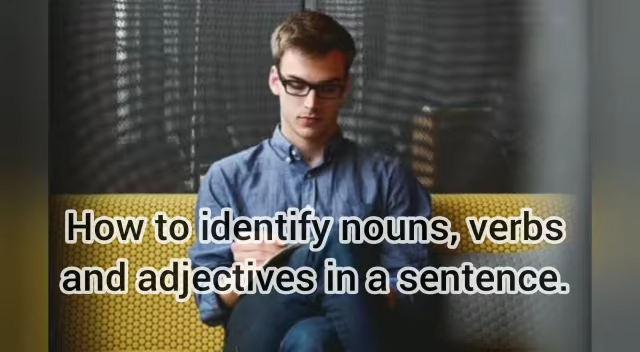 How to identify nouns, verbs
and adjectives in a sentence.